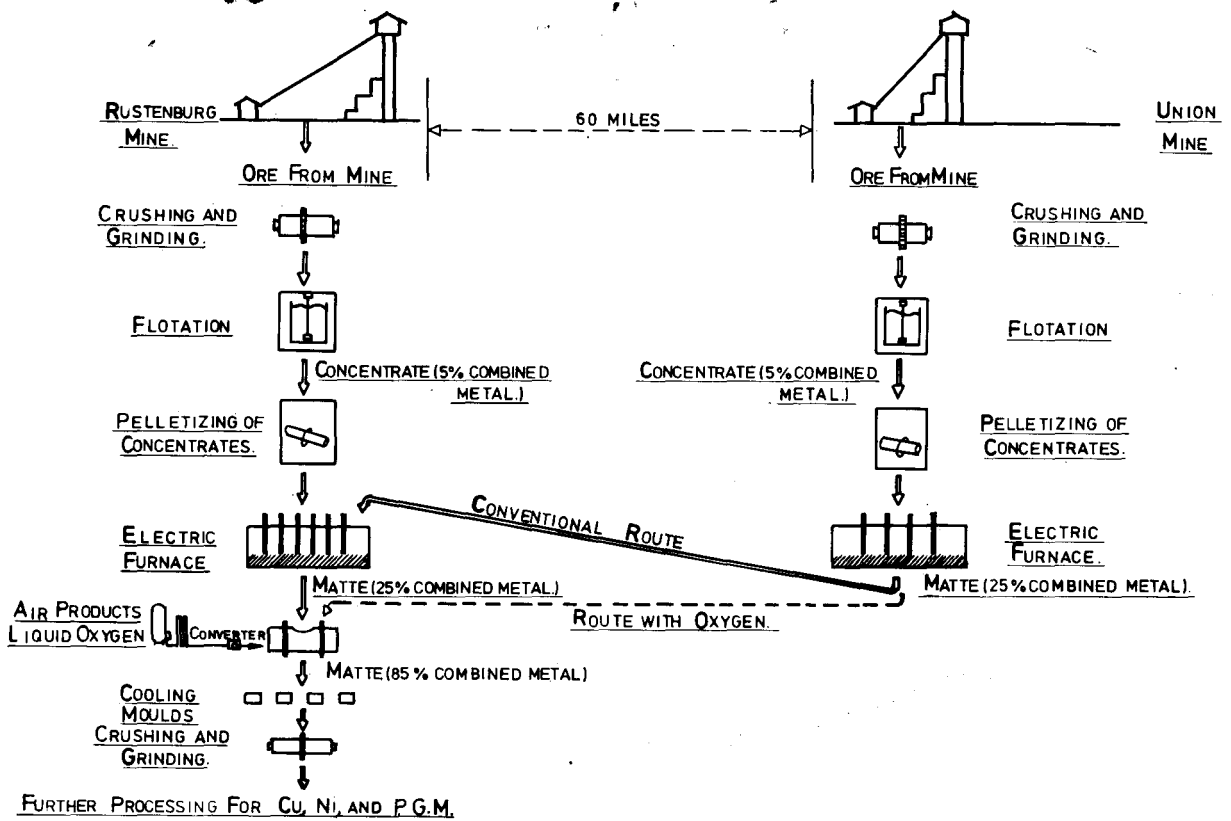 RUSTENBURG
MINE.
60 MILES
UNION
MINE
ORE FROM MINE
ORE FROM MINE
CRUSHING AND
GRINDING.
CRUSHING AND
GRINDING.
FLOTATION
FLOTATION
CONCENTRATE (5% COMBINED
METAL.)
CONCENTRATE (5% COMBINED
METAL.)
PELLETIZING OF
CONCENTRATES.
PELLETIZING OF
CONCENTRATES.
CONVENTIONAL ROUTE
ELECTRIC
FURNACE
ELECTRIC
FURNACE.
MATTE (25% COMBINED METAL.)
MATTE (25% COMBINED METAL).
ROUTE WITH OXYGEN.
AIR PRODUCTS
LIQUID OXYGEN
CONVERTER
MATTE (85% COMBINED METAL)
COOLING
MOULDS
CRUSHING AND
GRINDING.
FURTHER PROCESSING FOR CU, NI, AND P.G.M.